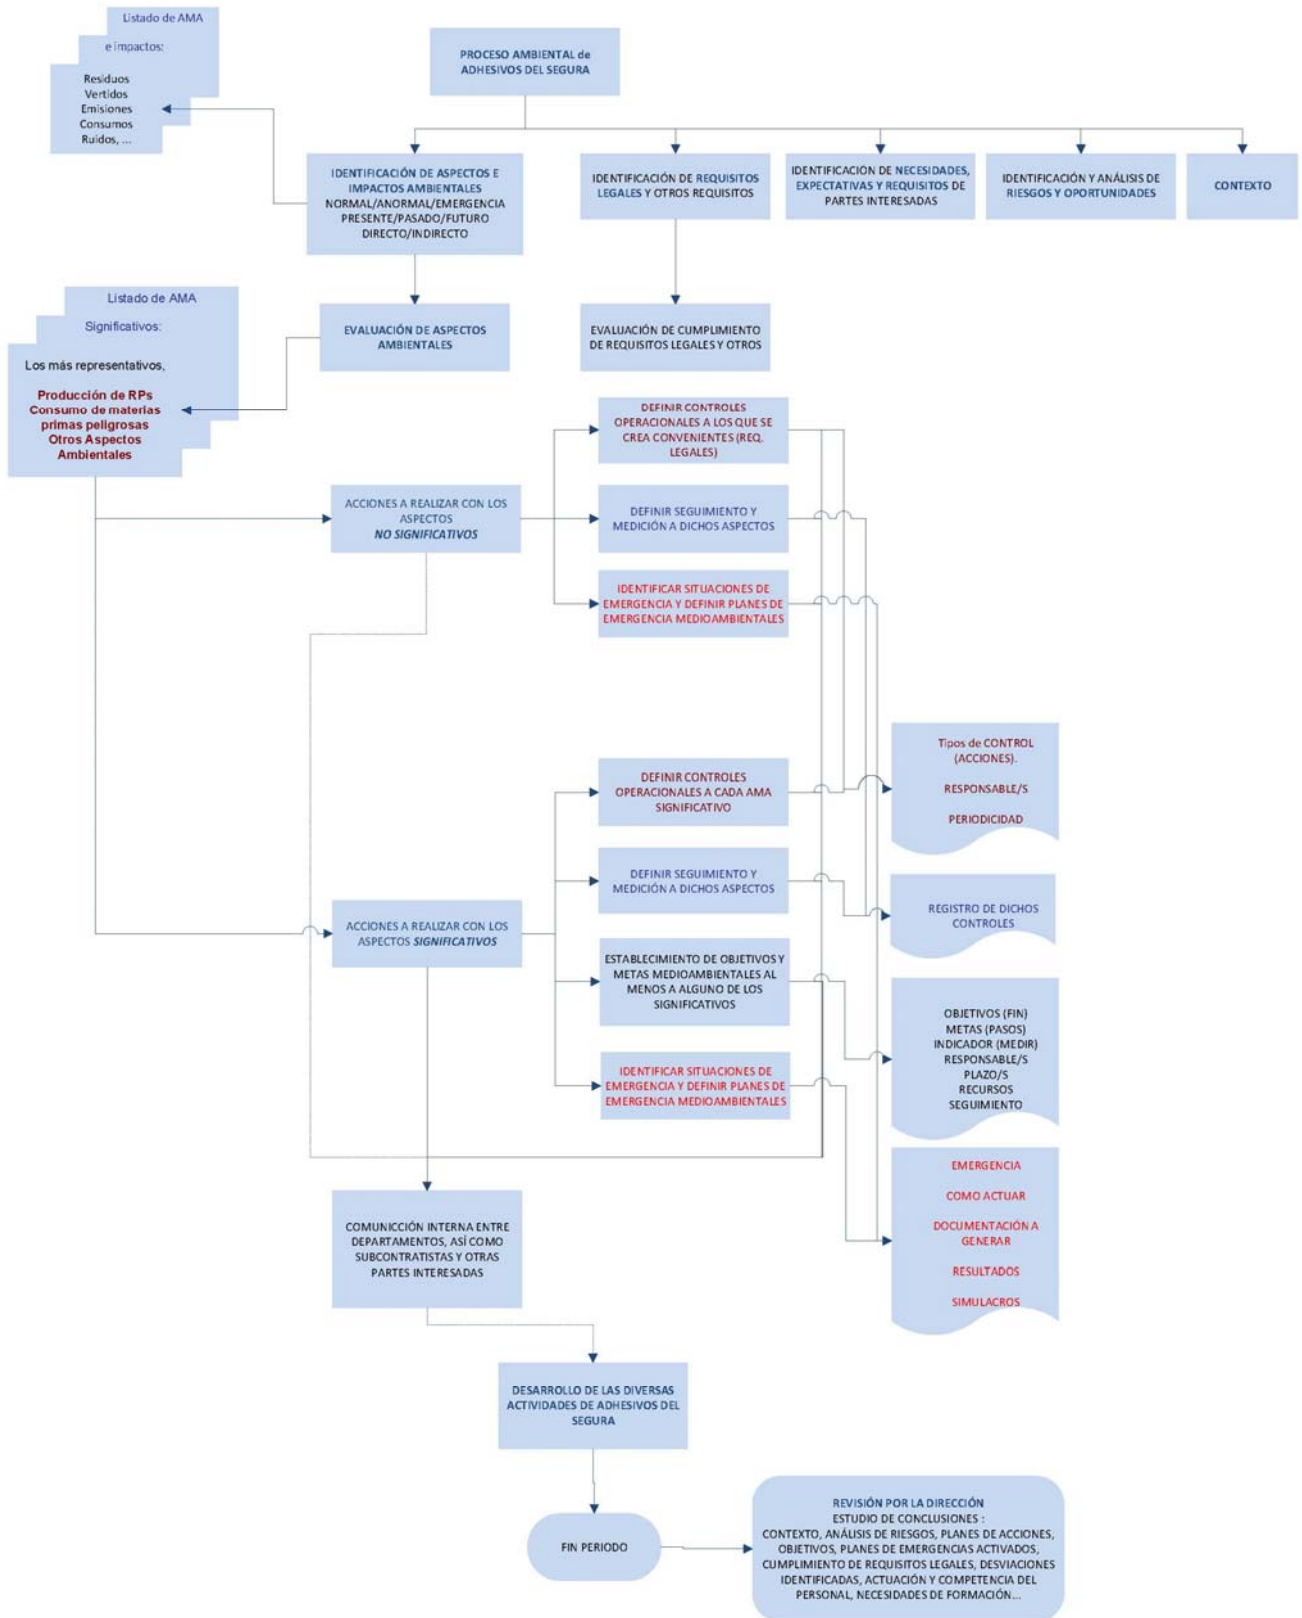 Listado de AMA
e impactos:
Residuos
Vertidos
Emisiones
Consumos
Ruidos, ...
PROCESO AMBIENTAL de
ADHESIVOS DEL SEGURA
IDENTIFICACIÓN DE ASPECTOS E
IMPACTOS AMBIENTALES
NORMAL/ANORMAL/EMERGENCIA
PRESENTE/PASADO/FUTURO
DIRECTO/INDIRECTO
IDENTIFICACIÓN DE REQUISITOS
LEGALES Y OTROS REQUISITOS
IDENTIFICACIÓN DE NECESIDADES,
EXPECTATIVAS Y REQUISITOS DE
PARTES INTERESADAS
IDENTIFICACIÓN Y ANÁLISIS DE
RIESGOS Y OPORTUNIDADES
CONTEXTO
Listado de AMA
Significativos:
Los más representativos,
Producción de RPs
Consumo de materias
primas peligrosas
Otros Aspectos
Ambientales
EVALUACIÓN DE ASPECTOS
AMBIENTALES
EVALUACIÓN DE CUMPLIMIENTO
DE REQUISITOS LEGALES Y OTROS
DEFINIR CONTROLES
OPERACIONALES A LOS QUE SE
CREA CONVENIENTES (REQ.
LEGALES)
ACCIONES A REALIZAR CON LOS
ASPECTOS
NO SIGNIFICATIVOS
DEFINIR SEGUIMIENTO Y
MEDICIÓN A DICHOS ASPECTOS
IDENTIFICAR SITUACIONES DE
EMERGENCIA Y DEFINIR PLANES DE
EMERGENCIA MEDIOAMBIENTALES
DEFINIR CONTROLES
OPERACIONALES A CADA AMA
SIGNIFICATIVO
Tipos de CONTROL
(ACCIONES).
RESPONSABLE/S
PERIODICIDAD
DEFINIR SEGUIMIENTO Y
MEDICIÓN A DICHOS ASPECTOS
REGISTRO DE DICHOS
CONTROLES
ACCIONES A REALIZAR CON LOS
ASPECTOS SIGNIFICATIVOS
ESTABLECIMIENTO DE OBJETIVOS Y
METAS MEDIOAMBIENTALES AL
MENOS A ALGUNO DE LOS
SIGNIFICATIVOS
OBJETIVOS (FIN)
METAS (PASOS)
INDICADOR (MEDIR)
RESPONSABLE/S
PLAZO/S
RECURSOS
SEGUIMIENTO
IDENTIFICAR SITUACIONES DE
EMERGENCIA Y DEFINIR PLANES DE
EMERGENCIA MEDIOAMBIENTALES
EMERGENCIA
COMO ACTUAR
DOCUMENTACIÓN A
GENERAR
RESULTADOS
SIMULACROS
COMUNICCIÓN INTERNA ENTRE
DEPARTAMENTOS, ASÍ COMO
SUBCONTRATISTAS Y OTRAS
PARTES INTERESADAS
DESARROLLO DE LAS DIVERSAS
ACTIVIDADES DE ADHESIVOS DEL
SEGURA
FIN PERIODO
REVISIÓN POR LA DIRECCIÓN
ESTUDIO DE CONCLUSIONES :
CONTEXTO, ANÁLISIS DE RIESGOS, PLANES DE ACCIONES,
OBJETIVOS, PLANES DE EMERGENCIAS ACTIVADOS,
CUMPLIMIENTO DE REQUISITOS LEGALES, DESVIACIONES
IDENTIFICADAS, ACTUACIÓN Y COMPETENCIA DEL
PERSONAL, NECESIDADES DE FORMACIÓN...